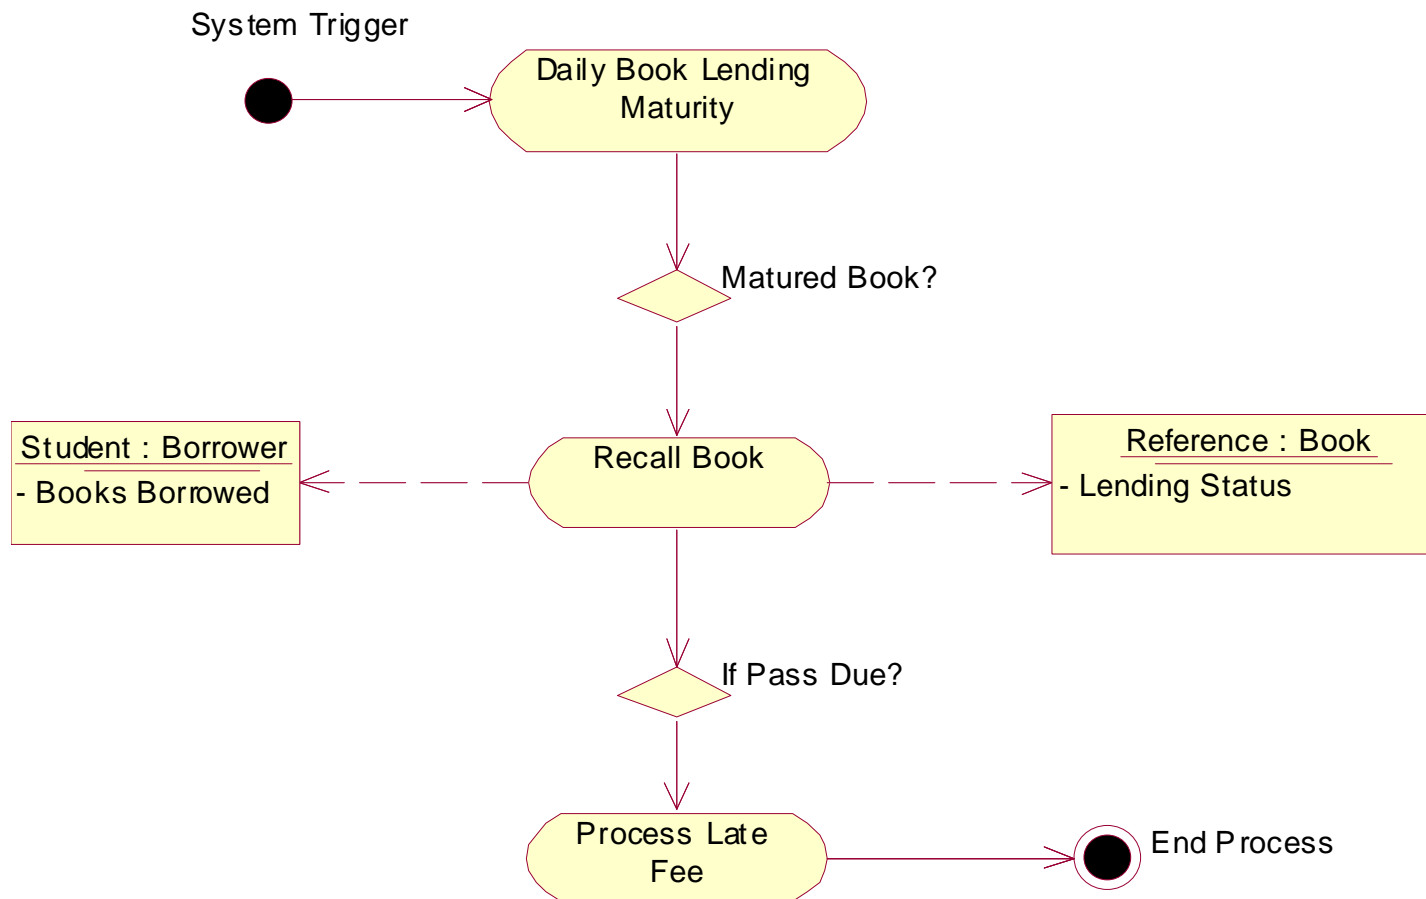 System Trigger
Daily Book Lending
Maturity
Matured Book?
Student : Borrower
- Books Borrowed
Recall Book
Reference : Book
- Lending Status
If Pass Due?
Process Late
Fee
End Process